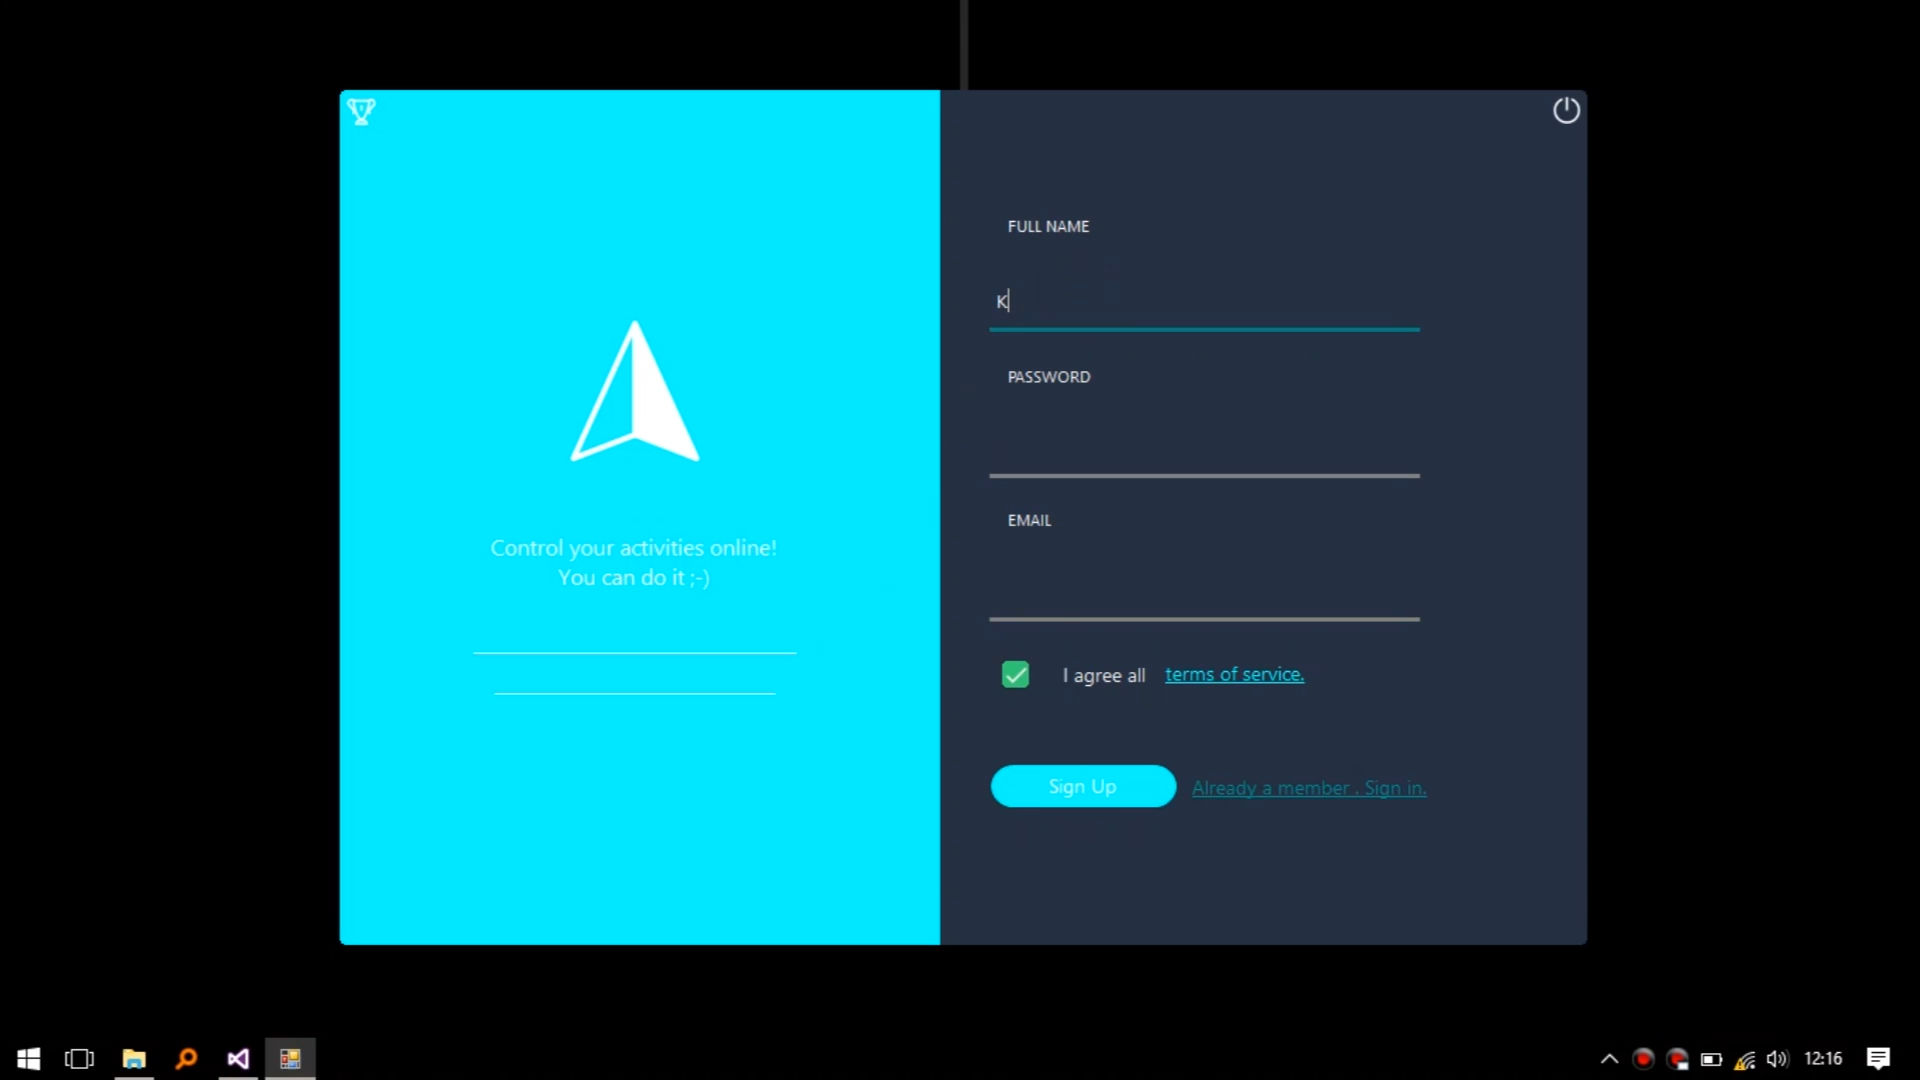 FULL NAME
K
PASSWORD
EMAIL
Control your activities online!
You can do it ;-)
I agree all terms of service.
Sign Up Already a member . Sign in.
12:16